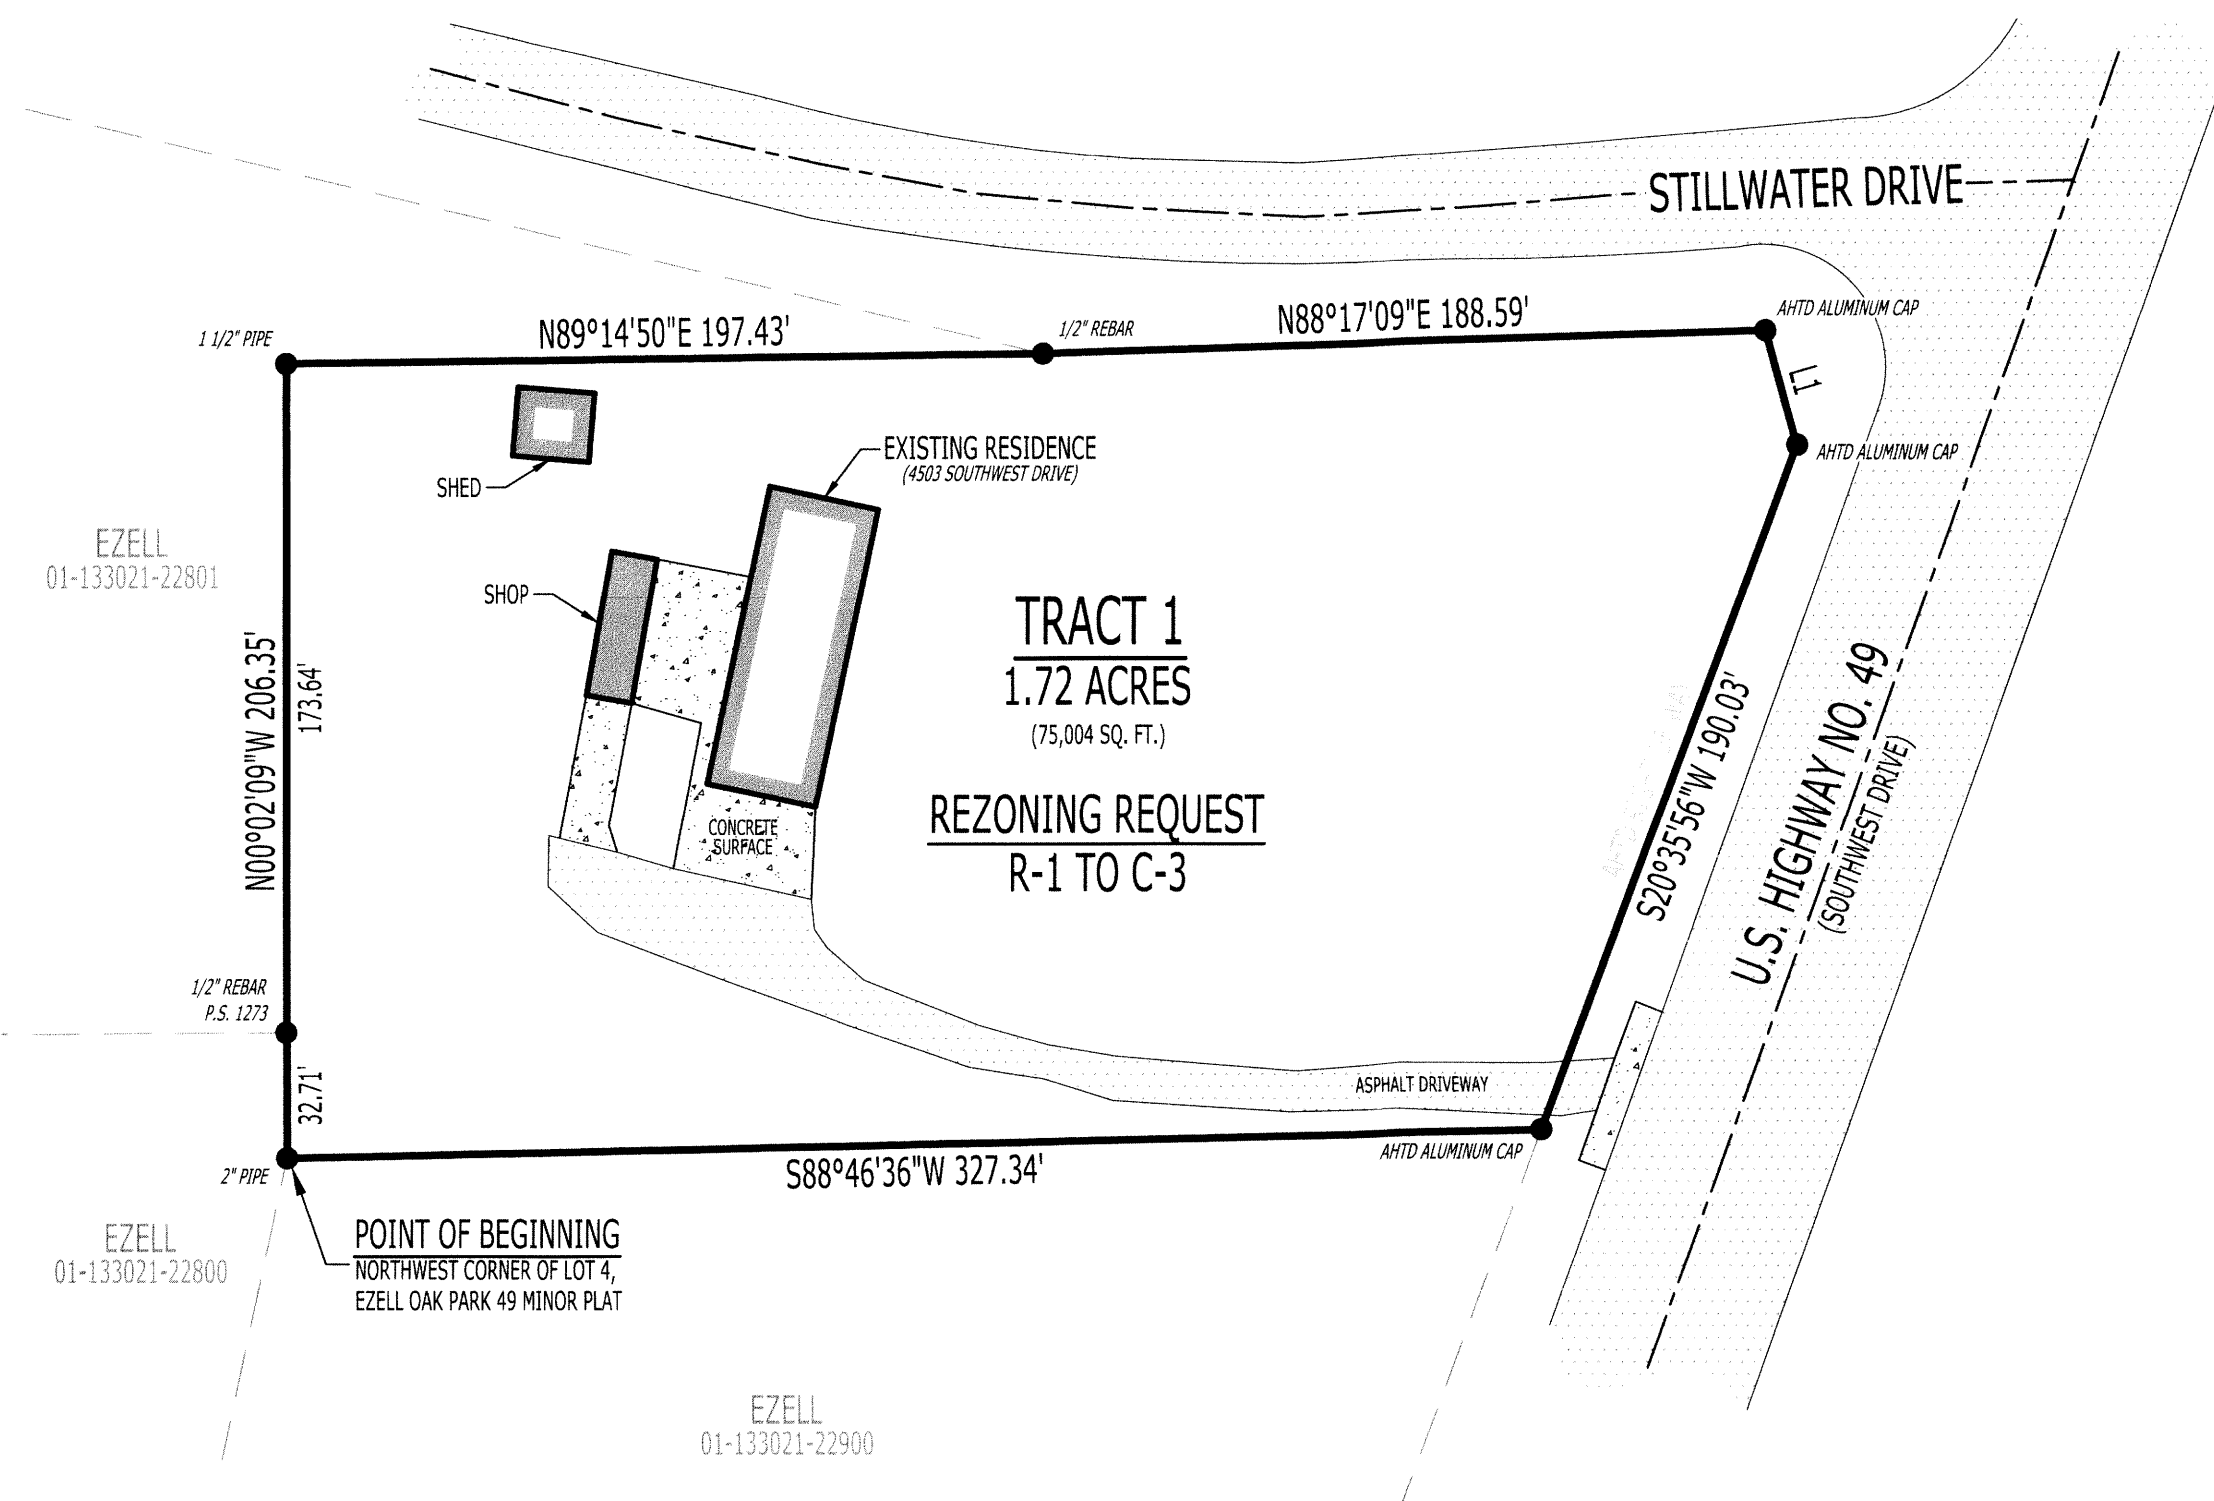 STILLWATER DRIVE
AHTD ALUMINUM CAP
N88°17'09"E 188.59'
1/2" REBAR
N89°14'50"E 197.43'
1 1/2" PIPE
L1
AHTD ALUMINUM CAP
EXISTING RESIDENCE
(4503 SOUTHWEST DRIVE)
SHED
EZELL
01-133021-22801
SHOP
TRACT 1
1.72 ACRES
(75,004 SQ. FT.)
N00°02'09"W 206.35'
173.64'
S20°35'56"W 190.03'
U.S. HIGHWAY NO. 49
(SOUTHWEST DRIVE)
REZONING REQUEST
R-1 TO C-3
CONCRETE
SURFACE
1/2" REBAR
P.S. 1273
32.71'
ASPHALT DRIVEWAY
AHTD ALUMINUM CAP
S88°46'36"W 327.34'
2" PIPE
POINT OF BEGINNING
NORTHWEST CORNER OF LOT 4,
EZELL OAK PARK 49 MINOR PLAT
EZELL
01-133021-22800
EZELL
01-133021-22900